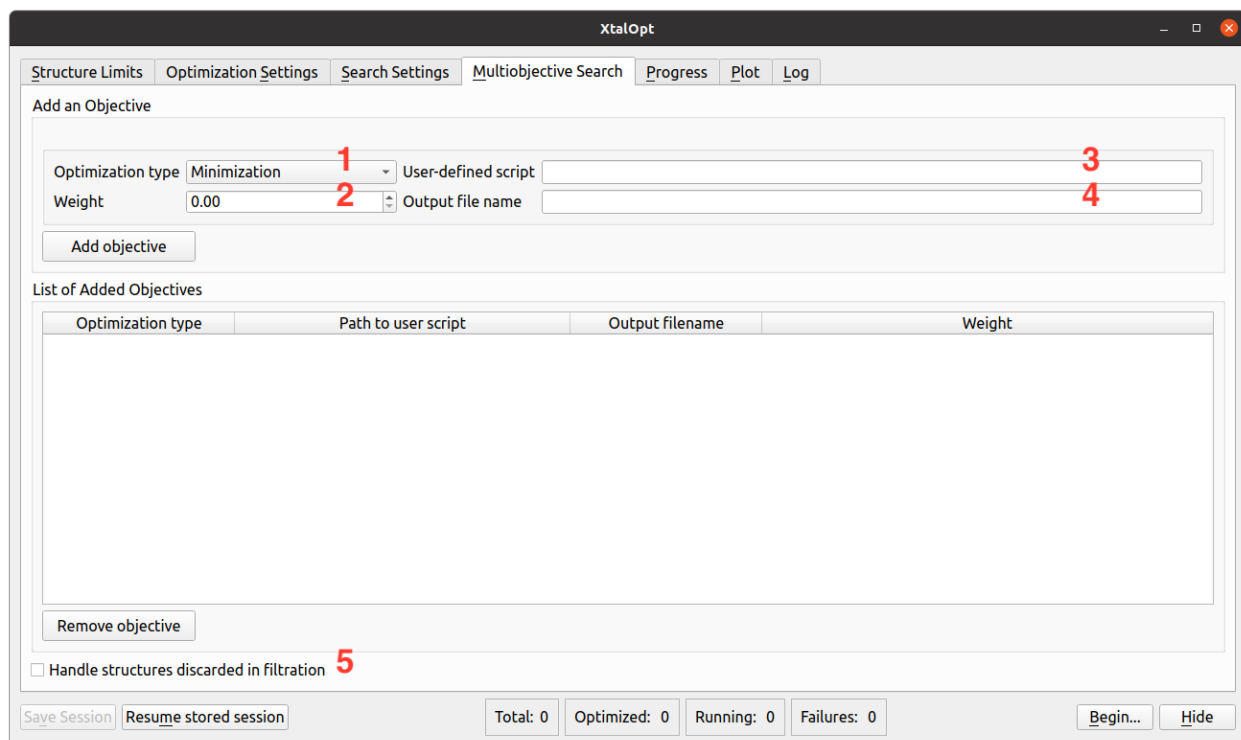 XtalOpt
Structure Limits Optimization Settings Search Settings Multiobjective Search Progress Plot Log
Add an Objective
Optimization type Minimization 1 User-defined script 3
Weight 0.00 2 Output file name 4
Add objective
List of Added Objectives
Optimization type Path to user script Output filename Weight
Remove objective
Handle structures discarded in filtration 5
Save Session Resume stored session Total: 0 Optimized: 0 Running: 0 Failures: 0 Begin... Hide